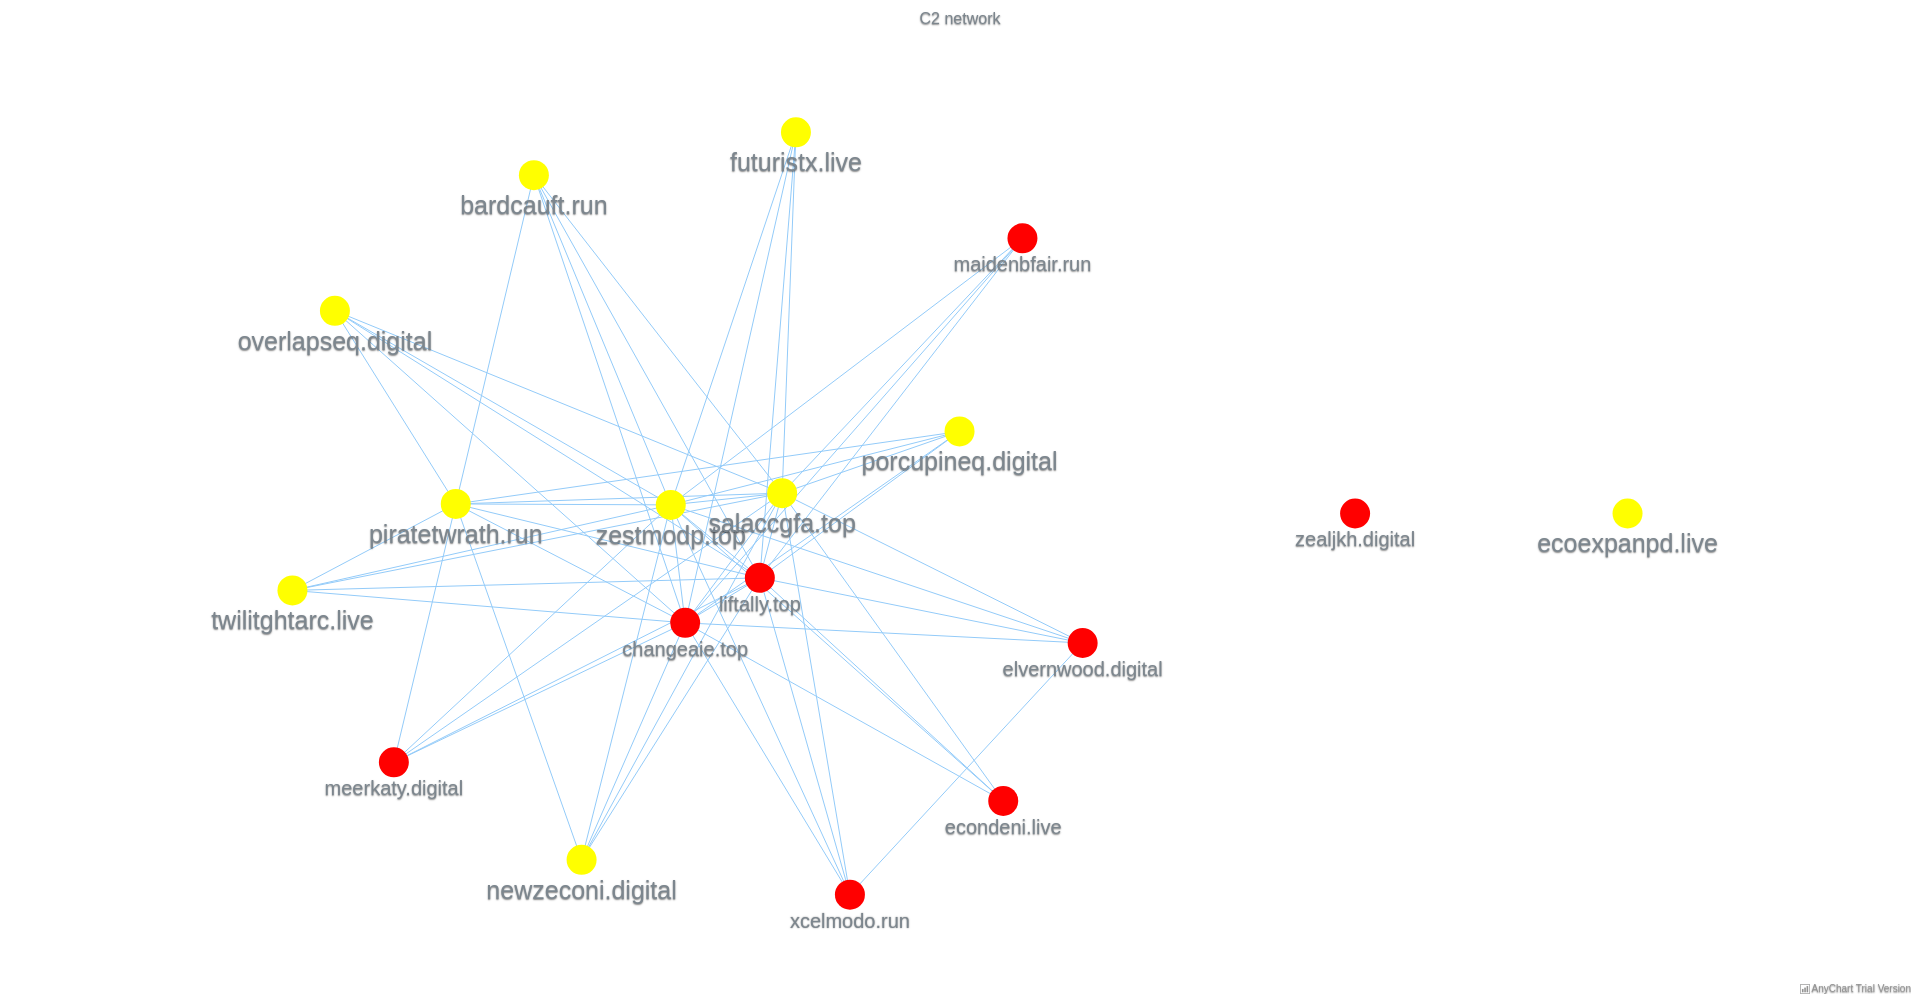 C2 network
futuristx.live
bardcauft.run
maidenbfair.run
overlapseq.digital
porcupineq.digital
salaccgfa.top
piratetwrath.run
zestmodp.top
zealjkh.digital
ecoexpanpd.live
liftally.top
twilitghtarc.live
changeaie.top
elvernwood.digital
meerkaty.digital
econdeni.live
newzeconi.digital
xcelmodo.run
AnyChart Trial Version